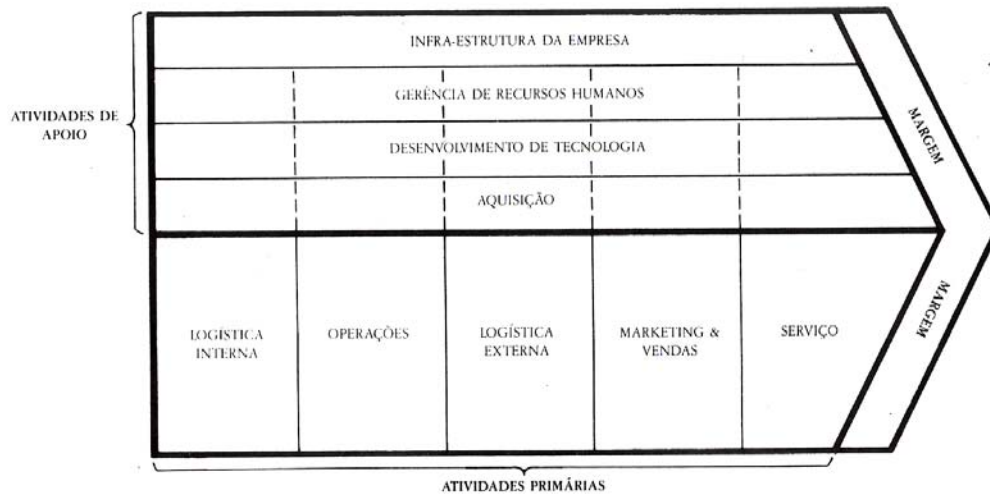 INFRA-ESTRUTURA DA EMPRESA
GERÊNCIA DE RECURSOS HUMANOS
ATIVIDADES DE
APOIO
DESENVOLVIMENTO DE TECNOLOGIA
AQUISIÇÃO
MARGEM
MARGEM
LOGÍSTICA
INTERNA
OPERAÇÕES
LOGÍSTICA
EXTERNA
MARKETING &
VENDAS
SERVIÇO
ATIVIDADES PRIMÁRIAS